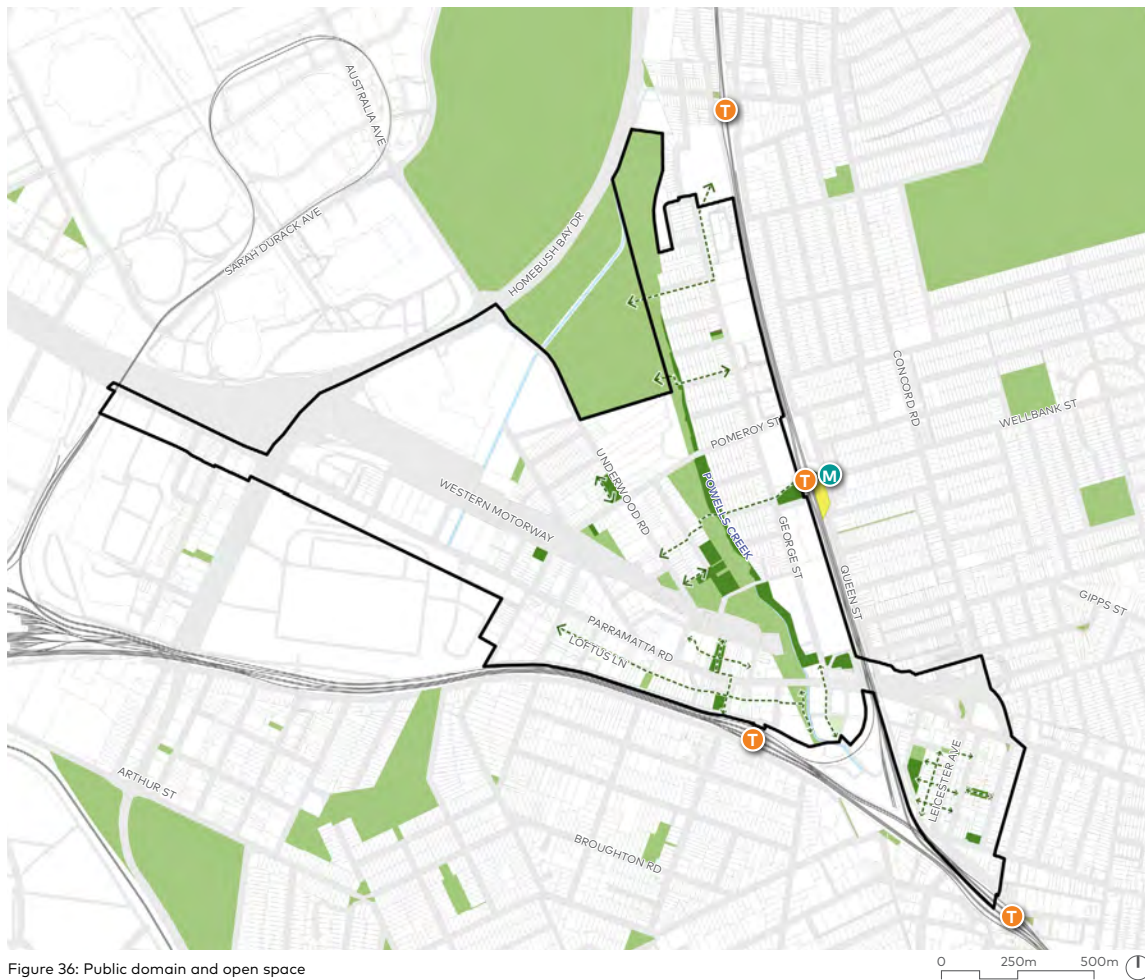 AUSTRALIA AVE
T
SARAH DURACK AVE
HOMEBUSH BAY DR
CONCORD RD
WELLBANK ST
POMEROY ST
UNDERWOOD RD
T
M
POWELLS CREEK
WESTERN MOTORWAY
GEORGE ST
QUEEN ST
GIPPS ST
PARRAMATTA RD
LOFTUS LN
T
LEICESTER AVE
ARTHUR ST
BROUGHTON RD
T
Figure 36: Public domain and open space
0 250m 500m